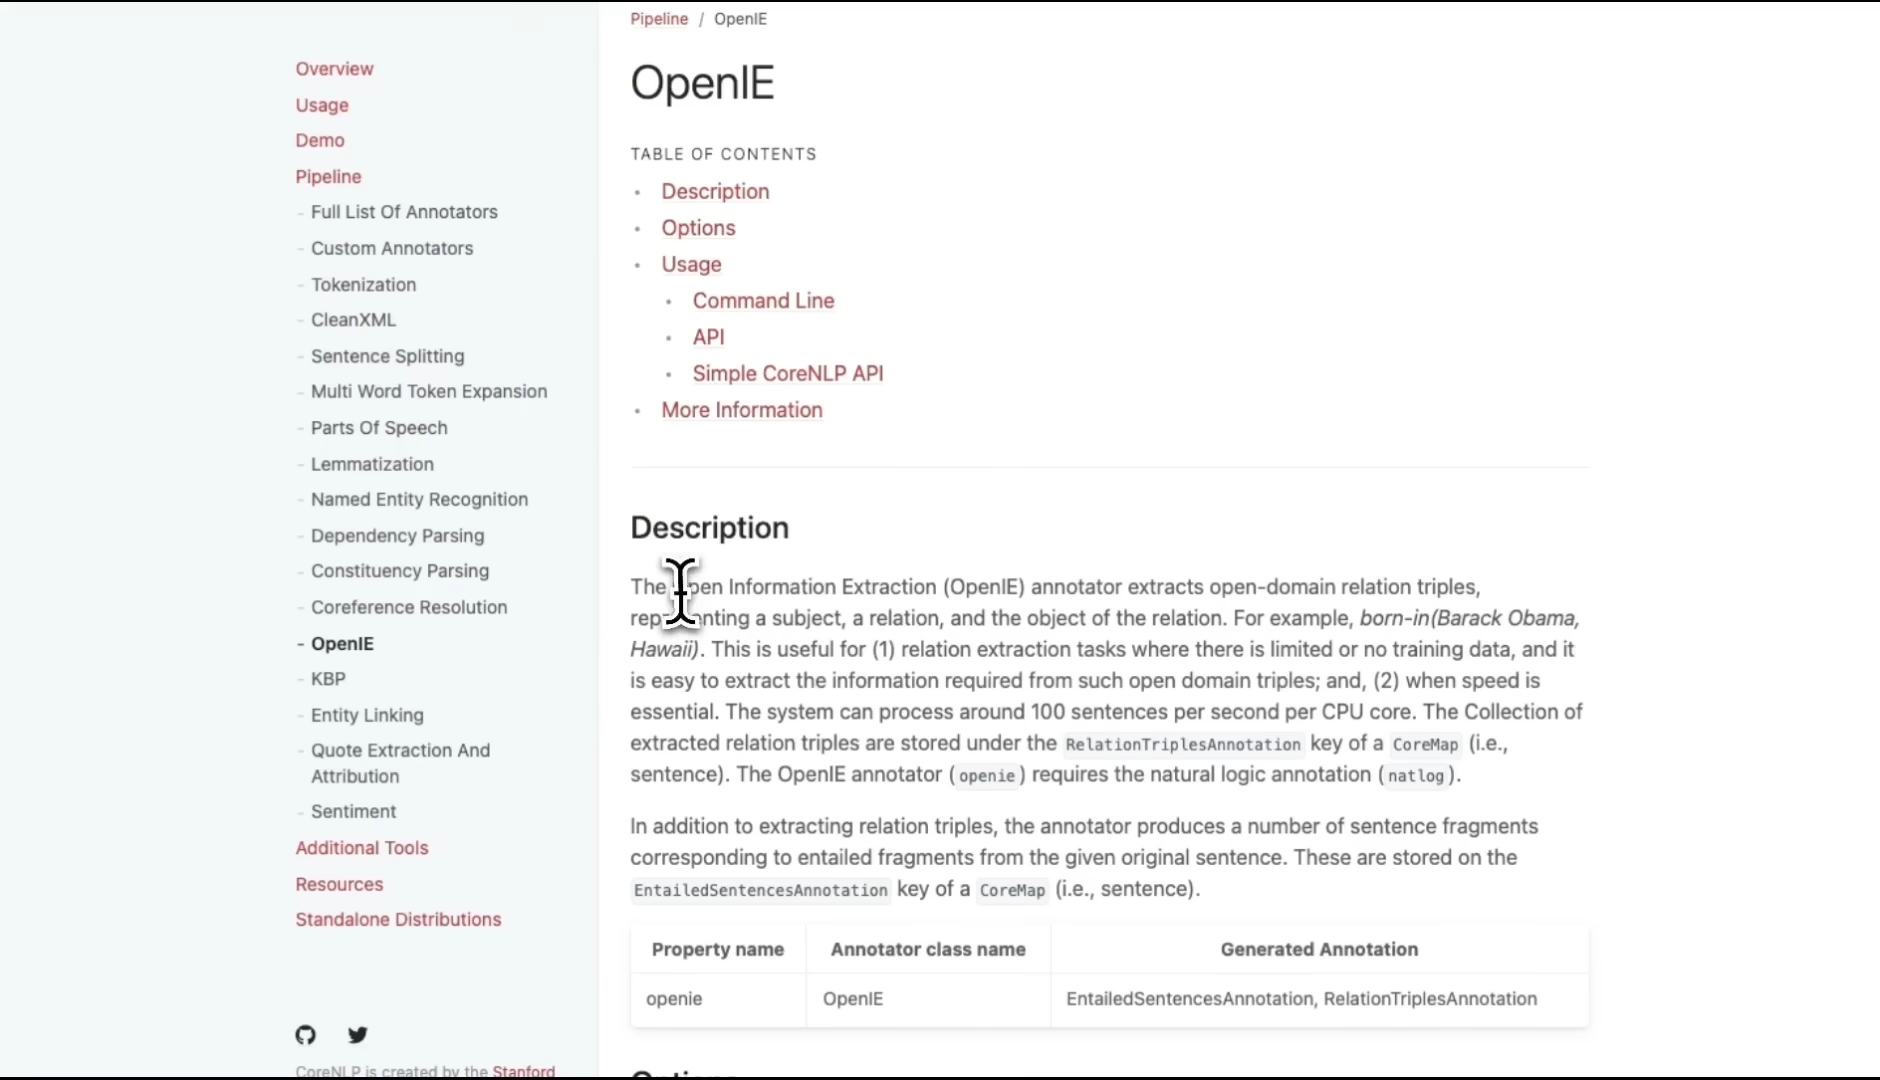 Pipeline / OpenIE
Overview
Usage
Demo
Pipeline
- Full List Of Annotators
- Custom Annotators
- Tokenization
- CleanXML
- Sentence Splitting
- Multi Word Token Expansion
- Parts Of Speech
- Lemmatization
- Named Entity Recognition
- Dependency Parsing
- Constituency Parsing
- Coreference Resolution
- OpenIE
- KBP
- Entity Linking
- Quote Extraction And
Attribution
- Sentiment
Additional Tools
Resources
Standalone Distributions
CoreNLP is created by the Stanford
OpenIE
TABLE OF CONTENTS
• Description
• Options
• Usage
• Command Line
• API
• Simple CoreNLP API
• More Information
Description
The Open Information Extraction (OpenIE) annotator extracts open-domain relation triples,
representing a subject, a relation, and the object of the relation. For example, born-in(Barack Obama,
Hawaii). This is useful for (1) relation extraction tasks where there is limited or no training data, and it
is easy to extract the information required from such open domain triples; and, (2) when speed is
essential. The system can process around 100 sentences per second per CPU core. The Collection of
extracted relation triples are stored under the RelationTriplesAnnotation key of a CoreMap (i.e.,
sentence). The OpenIE annotator (openie) requires the natural logic annotation (natlog).
In addition to extracting relation triples, the annotator produces a number of sentence fragments
corresponding to entailed fragments from the given original sentence. These are stored on the
EntailedSentencesAnnotation key of a CoreMap (i.e., sentence).
Property name Annotator class name Generated Annotation
openie OpenIE EntailedSentencesAnnotation, RelationTriplesAnnotation
Options